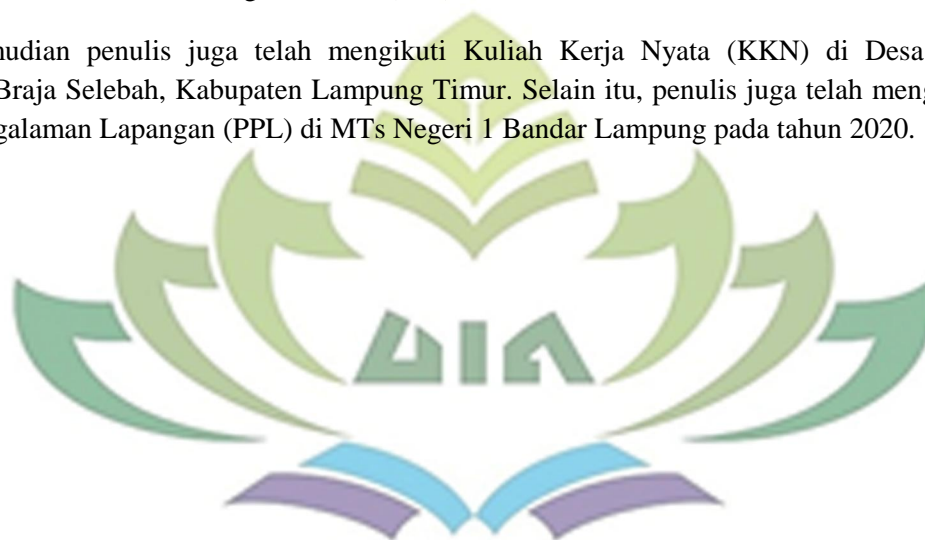 mudian penulis juga telah mengikuti Kuliah Kerja Nyata (KKN) di Desa
Braja Selebah, Kabupaten Lampung Timur. Selain itu, penulis juga telah meng
galaman Lapangan (PPL) di MTs Negeri 1 Bandar Lampung pada tahun 2020.
UIN